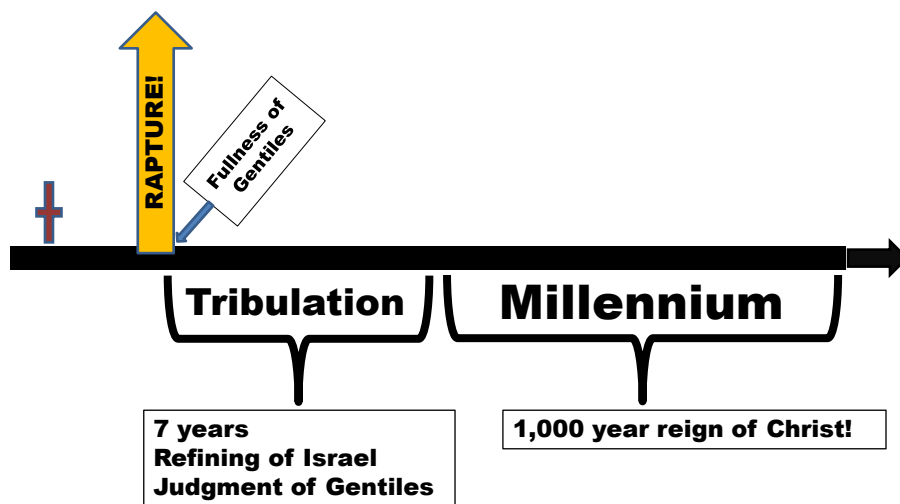 RAPTURE!
Fullness of
Gentiles
Tribulation
Millennium
7 years
Refining of Israel
Judgment of Gentiles
1,000 year reign of Christ!